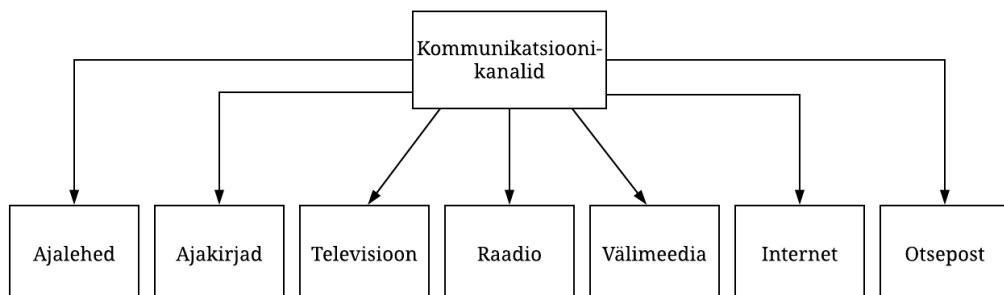 Kommunikatsiooni-
kanalid
Ajalehed
Ajakirjad
Televisioon
Raadio
Välimeedia
Internet
Otsepost